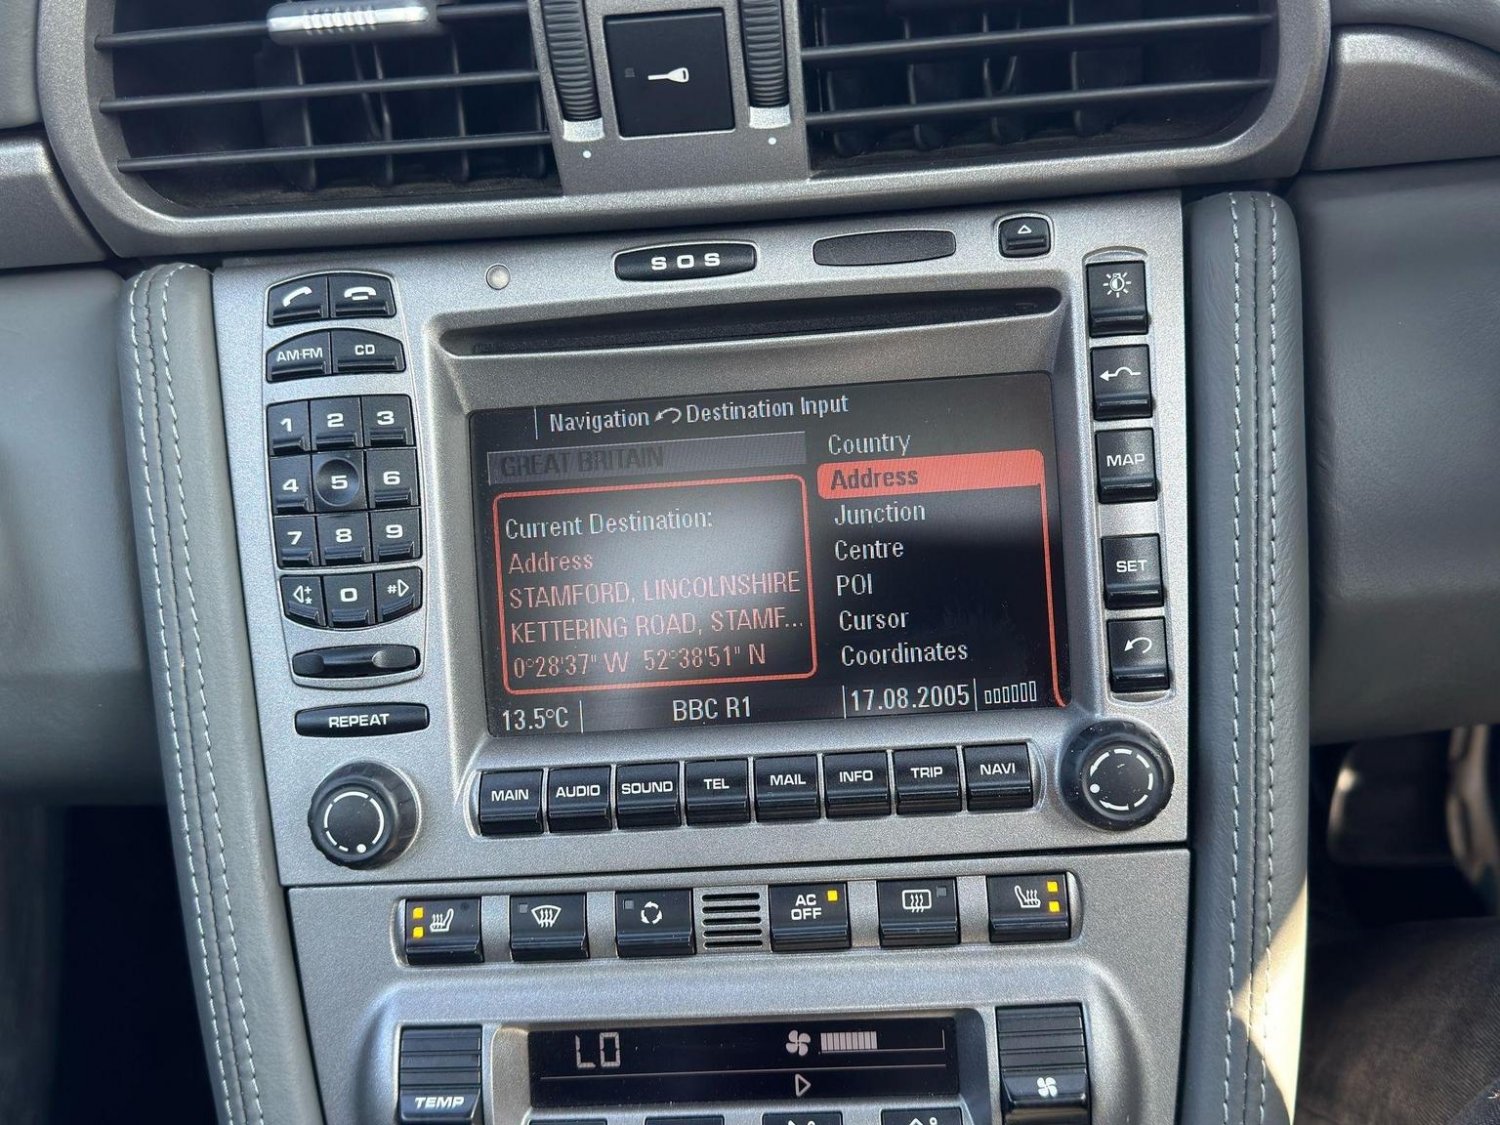 SOS
AM·FM CD
1 2 3
4 5 6
7 8 9
* 0 #
REPEAT
Navigation Destination Input
GREAT BRITAIN
Current Destination:
Address
STAMFORD, LINCOLNSHIRE
KETTERING ROAD, STAMF...
0°28'37" W 52°38'51" N
Country
Address
Junction
Centre
POI
Cursor
Coordinates
13.5°C BBC R1 17.08.2005
MAP
SET
MAIN AUDIO SOUND TEL MAIL INFO TRIP NAVI
AC
OFF
LO
TEMP